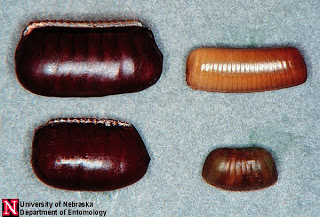 N
University of Nebraska
Department of Entomology